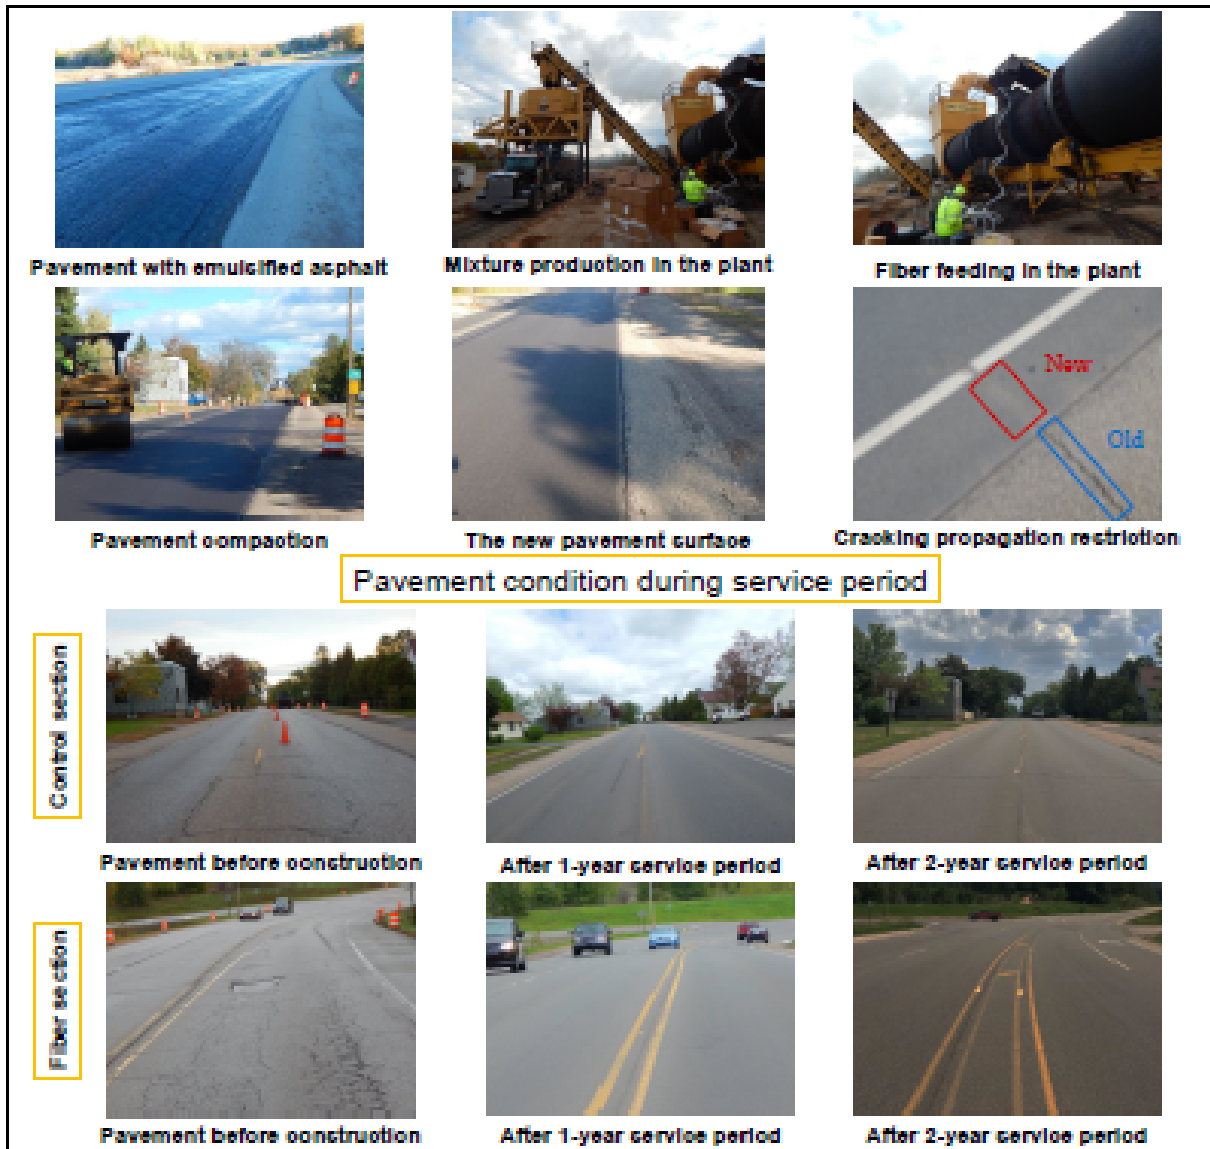 Pavement with emulsified asphalt
Mixture production in the plant
Fiber feeding in the plant
New
Old
Pavement compaction
The new pavement surface
Cracking propagation restriction
Pavement condition during service period
Control section
Pavement before construction
After 1-year service period
After 2-year service period
Fiber section
Pavement before construction
After 1-year service period
After 2-year service period